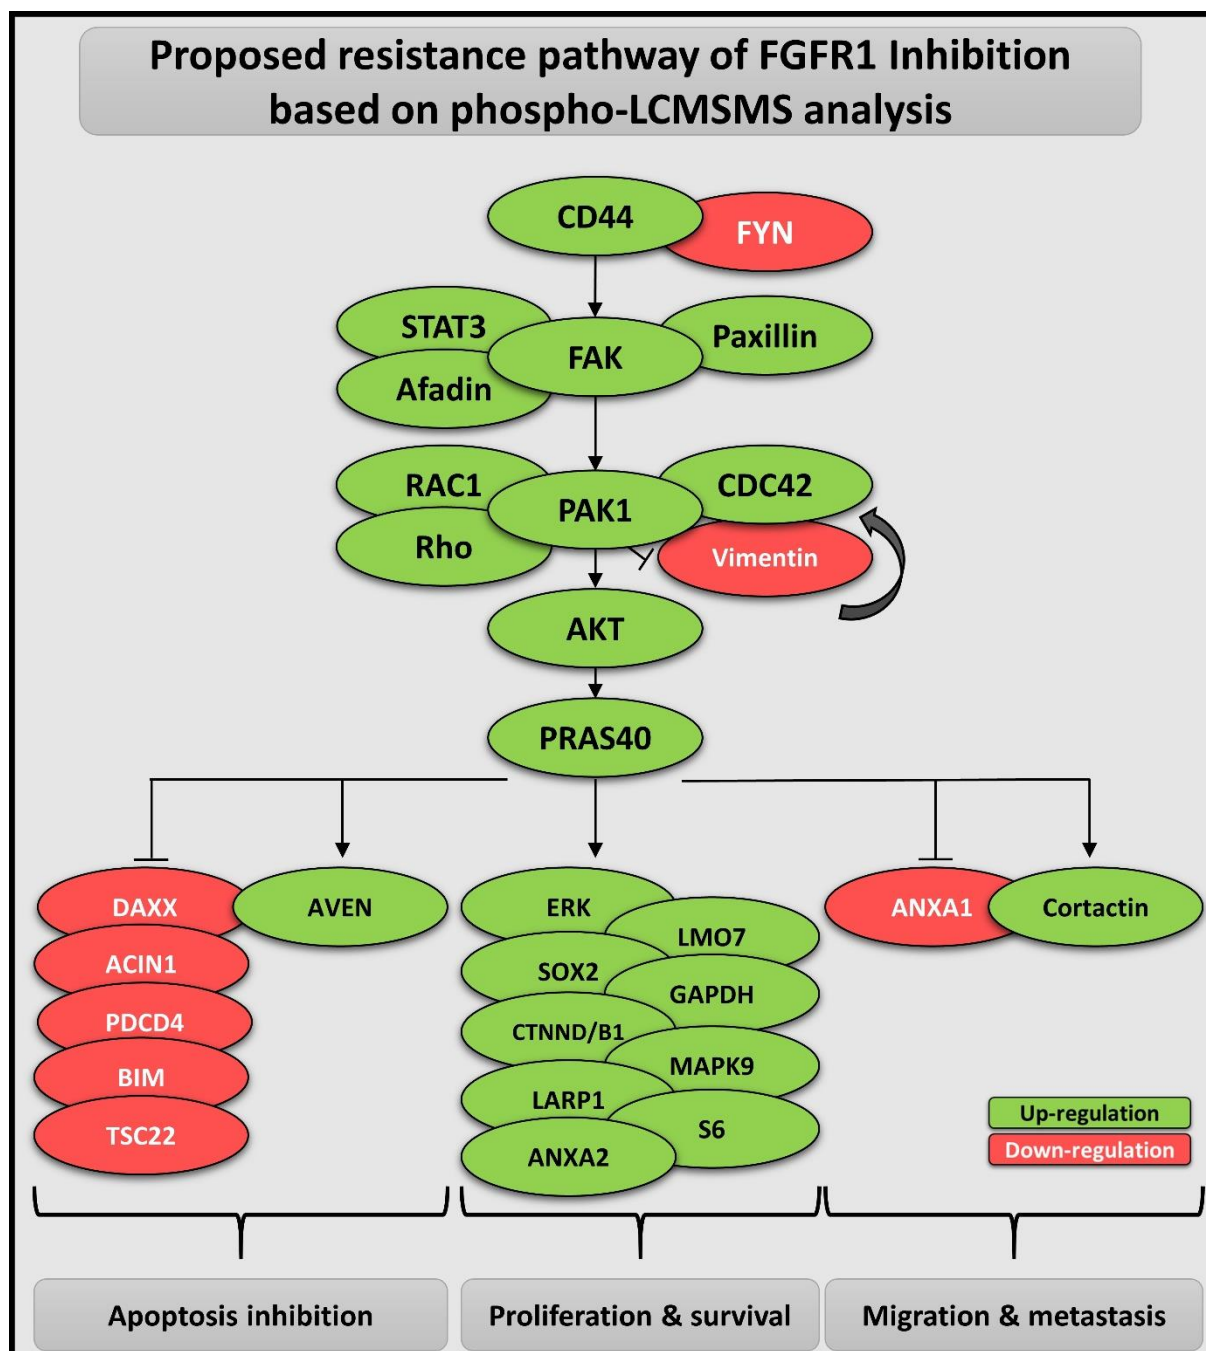 Proposed resistance pathway of FGFR1 Inhibition
based on phospho-LCMSMS analysis
CD44
FYN
STAT3
Paxillin
FAK
Afadin
RAC1
CDC42
PAK1
Rho
Vimentin
AKT
PRAS40
DAXX
AVEN
ACIN1
PDCD4
BIM
TSC22
ERK
LMO7
SOX2
GAPDH
CTNND/B1
MAPK9
LARP1
S6
ANXA2
ANXA1
Cortactin
Up-regulation
Down-regulation
Apoptosis inhibition
Proliferation & survival
Migration & metastasis